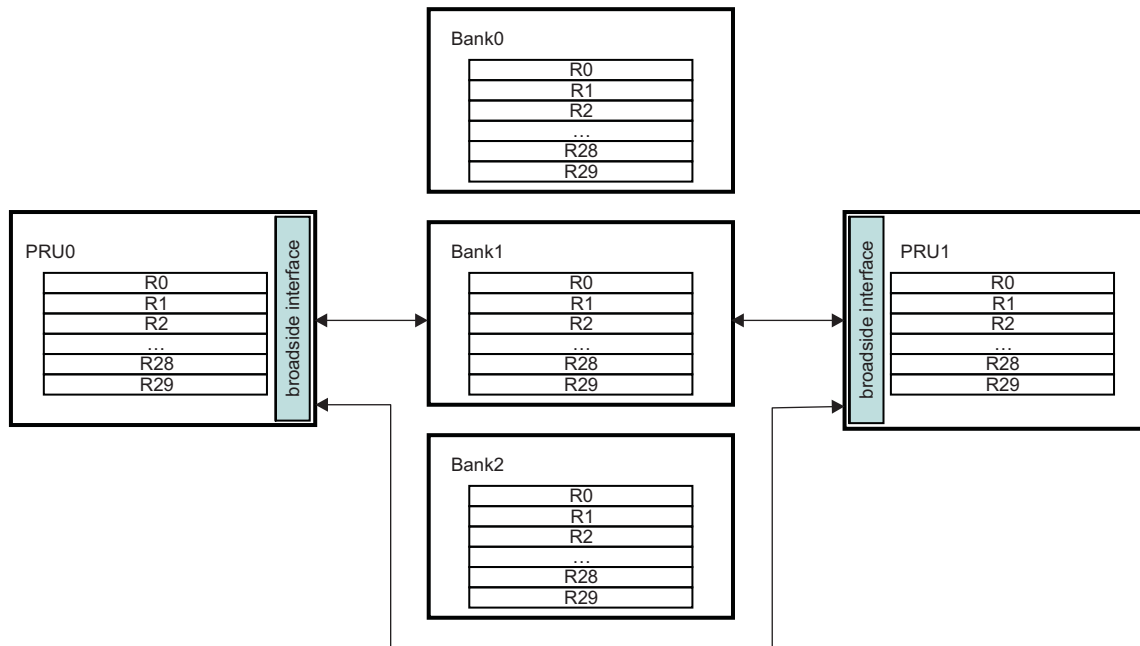 Bank0
R0
R1
R2
...
R28
R29
PRU0
R0
R1
R2
...
R28
R29
broadside interface
Bank1
R0
R1
R2
...
R28
R29
broadside interface
PRU1
R0
R1
R2
...
R28
R29
Bank2
R0
R1
R2
...
R28
R29